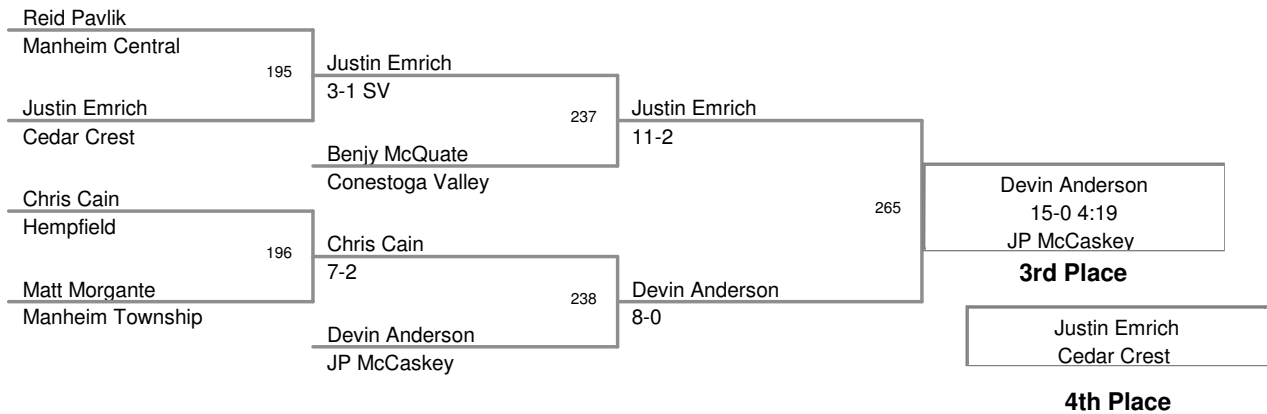 Reid Pavlik
Manheim Central
195
Justin Emrich
3-1 SV
Justin Emrich
Cedar Crest
237
Justin Emrich
11-2
Benjy McQuate
Conestoga Valley
Chris Cain
Hempfield
265
Devin Anderson
15-0 4:19
JP McCaskey
3rd Place
196
Chris Cain
7-2
Matt Morgante
Manheim Township
238
Devin Anderson
8-0
Devin Anderson
JP McCaskey
Justin Emrich
Cedar Crest
4th Place